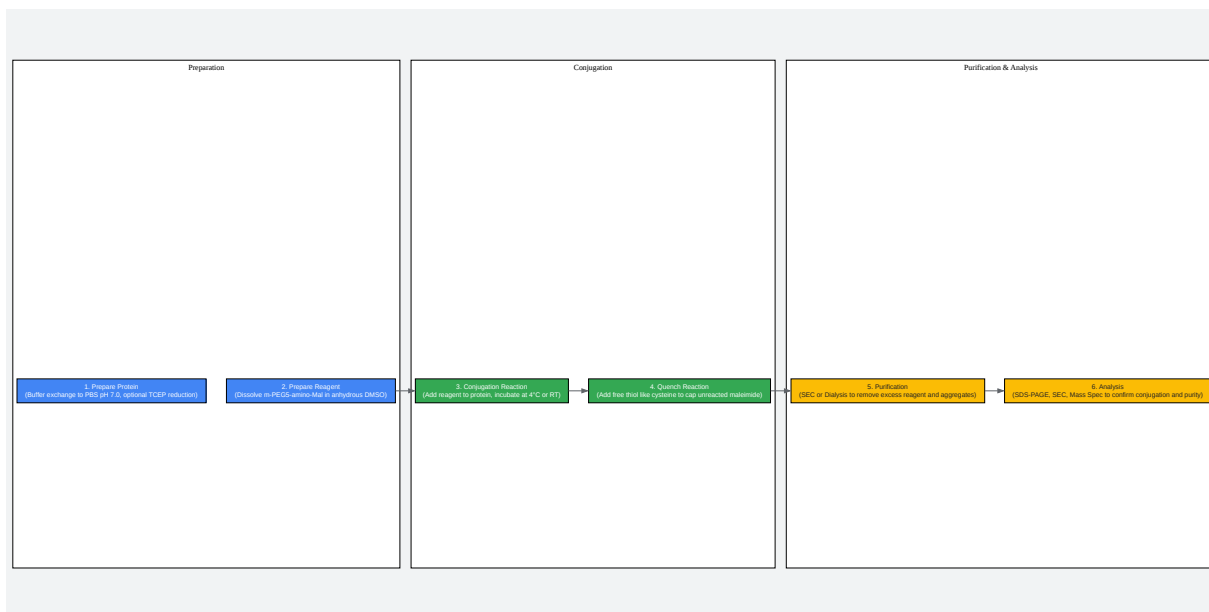 Preparation
1. Prepare Protein
(Buffer exchange to PBS pH 7.0, optional TCEP reduction)
2. Prepare Reagent
(Dissolve m-PEG5-amino-Mal in anhydrous DMSO)
Conjugation
3. Conjugation Reaction
(Add reagent to protein, incubate at 4°C or RT)
4. Quench Reaction
(Add free thiol like cysteine to cap unreacted maleimide)
Purification & Analysis
5. Purification
(SEC or Dialysis to remove excess reagent and aggregates)
6. Analysis
(SDS-PAGE, SEC, Mass Spec to confirm conjugation and purity)